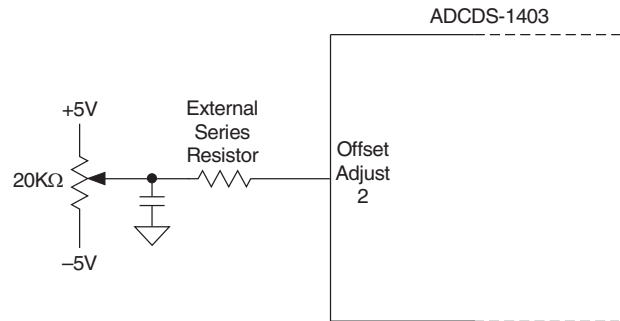 ADCDS-1403
+5V
External
Series
Resistor
20KΩ
Offset
Adjust
2
–5V